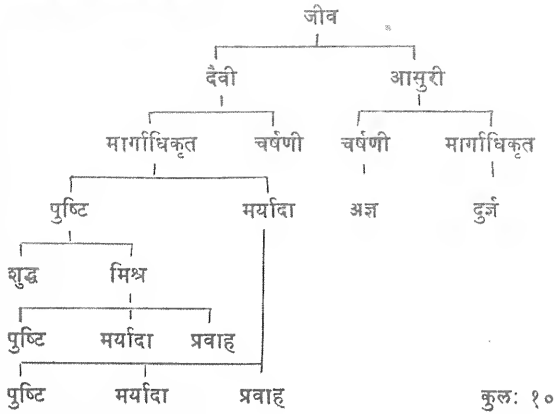 जीव
दैवी आसुरी
मार्गाधिकृत चर्षणी चर्षणी मार्गाधिकृत
पुष्टि मर्यादा अज्ञ दुर्ज्ञ
शुद्ध मिश्र
पुष्टि मर्यादा प्रवाह
पुष्टि मर्यादा प्रवाह कुल: १०